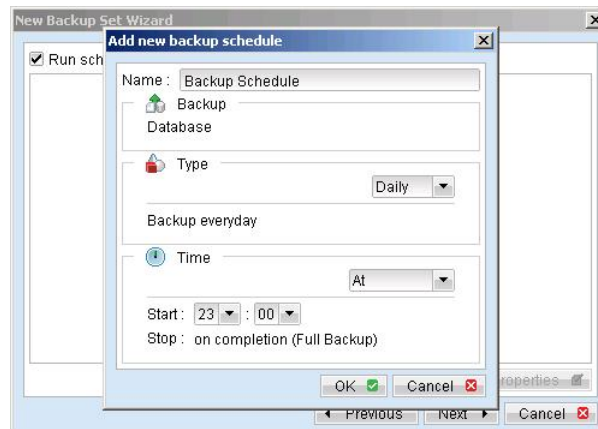 New Backup Set Wizard
Add new backup schedule
Run sch
Name : Backup Schedule
Backup
Database
Type
Daily
Backup everyday
Time
At
Start : 23 : 00
Stop : on completion (Full Backup)
OK Cancel
roperties
Previous Next Cancel